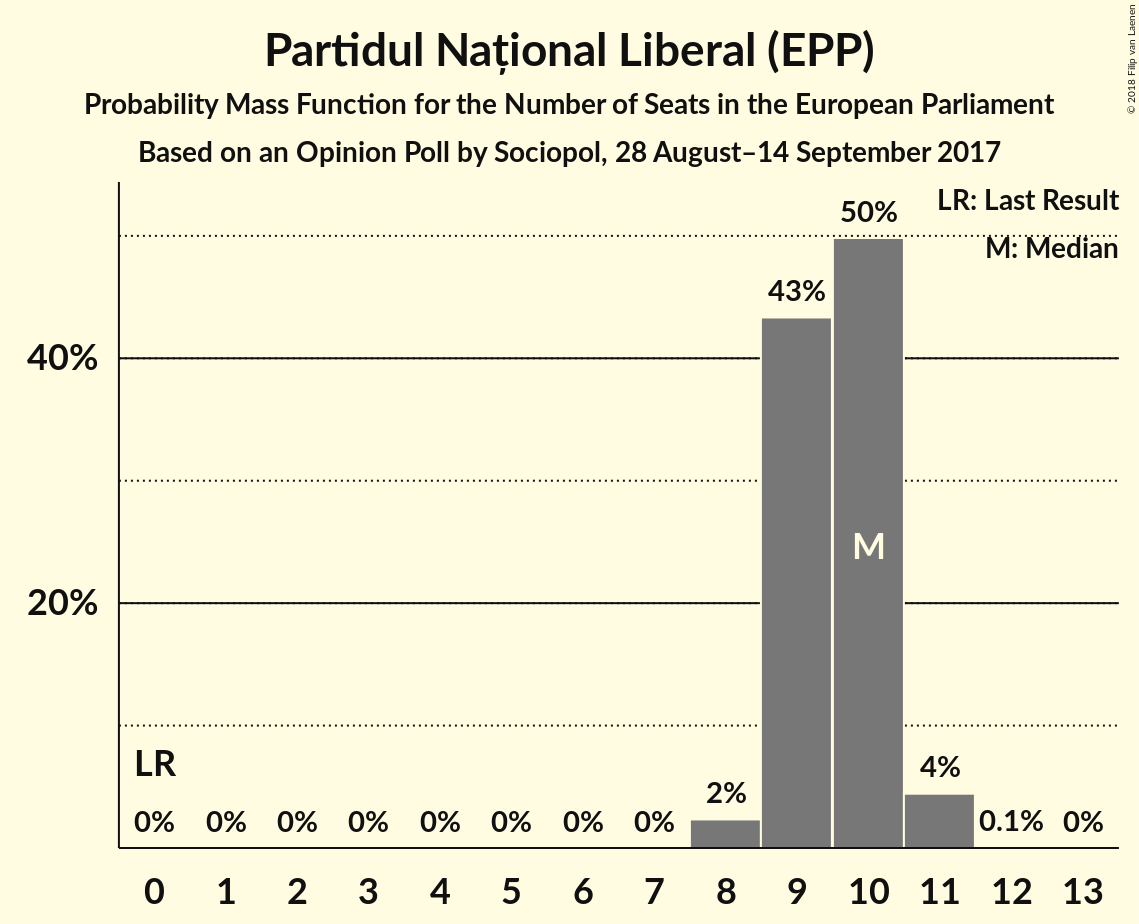 Partidul Național Liberal (EPP)
Probability Mass Function for the Number of Seats in the European Parliament
Based on an Opinion Poll by Sociopol, 28 August–14 September 2017
© 2018 Filip van Laenen
LR: Last Result
M: Median
50%
43%
40%
M
20%
LR
0% 0% 0% 0% 0% 0% 0% 0% 2% 4% 0.1% 0%
0 1 2 3 4 5 6 7 8 9 10 11 12 13